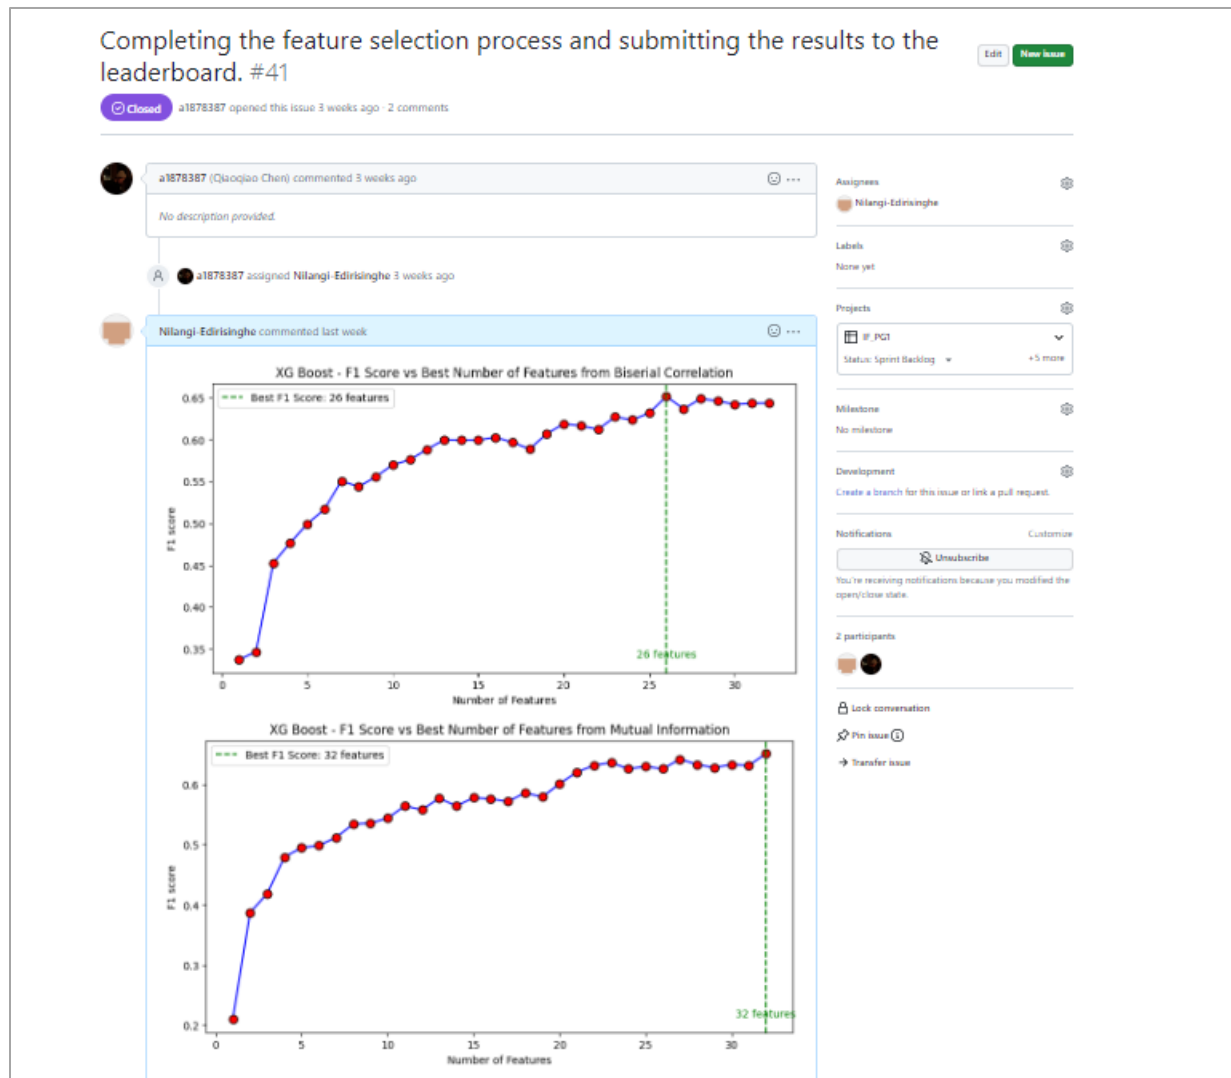 Completing the feature selection process and submitting the results to the
leaderboard. #41
Edit
New issue
Closed
a1878387 opened this issue 3 weeks ago · 2 comments
a1878387 (Qiaoqiao Chen) commented 3 weeks ago
No description provided.
a1878387 assigned Nilangi-Edirisinghe 3 weeks ago
Nilangi-Edirisinghe commented last week
XG Boost - F1 Score vs Best Number of Features from Biserial Correlation
Best F1 Score: 26 features
0.65
0.60
0.55
0.50
0.45
0.40
0.35
F1 score
26 features
0 5 10 15 20 25 30
Number of Features
XG Boost - F1 Score vs Best Number of Features from Mutual Information
Best F1 Score: 32 features
0.6
0.5
0.4
0.3
0.2
F1 score
32 features
0 5 10 15 20 25 30
Number of Features
Assignees
Nilangi-Edirisinghe
Labels
None yet
Projects
IF_PG1
Status: Sprint Backlog
+5 more
Milestone
No milestone
Development
Create a branch for this issue or link a pull request.
Notifications
Customize
Unsubscribe
You're receiving notifications because you modified the
open/close state.
2 participants
Lock conversation
Pin issue
Transfer issue